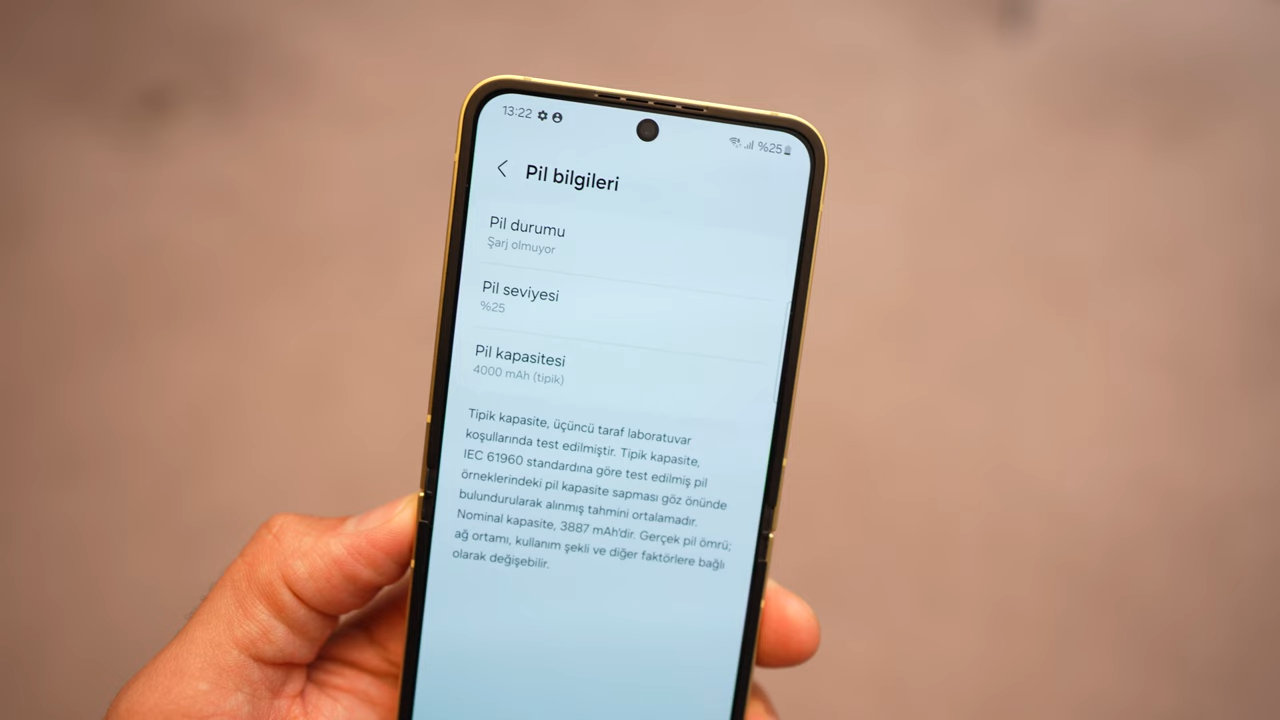 13:22
%25
Pil bilgileri
Pil durumu
Şarj olmuyor
Pil seviyesi
%25
Pil kapasitesi
4000 mAh (tipik)
Tipik kapasite, üçüncü taraf laboratuvar
koşullarında test edilmiştir. Tipik kapasite,
IEC 61960 standardına göre test edilmiş pil
örneklerindeki pil kapasite sapması göz önünde
bulundurularak alınmış tahmini ortalamadır.
Nominal kapasite, 3887 mAh'dir. Gerçek pil ömrü;
ağ ortamı, kullanım şekli ve diğer faktörlere bağlı
olarak değişebilir.